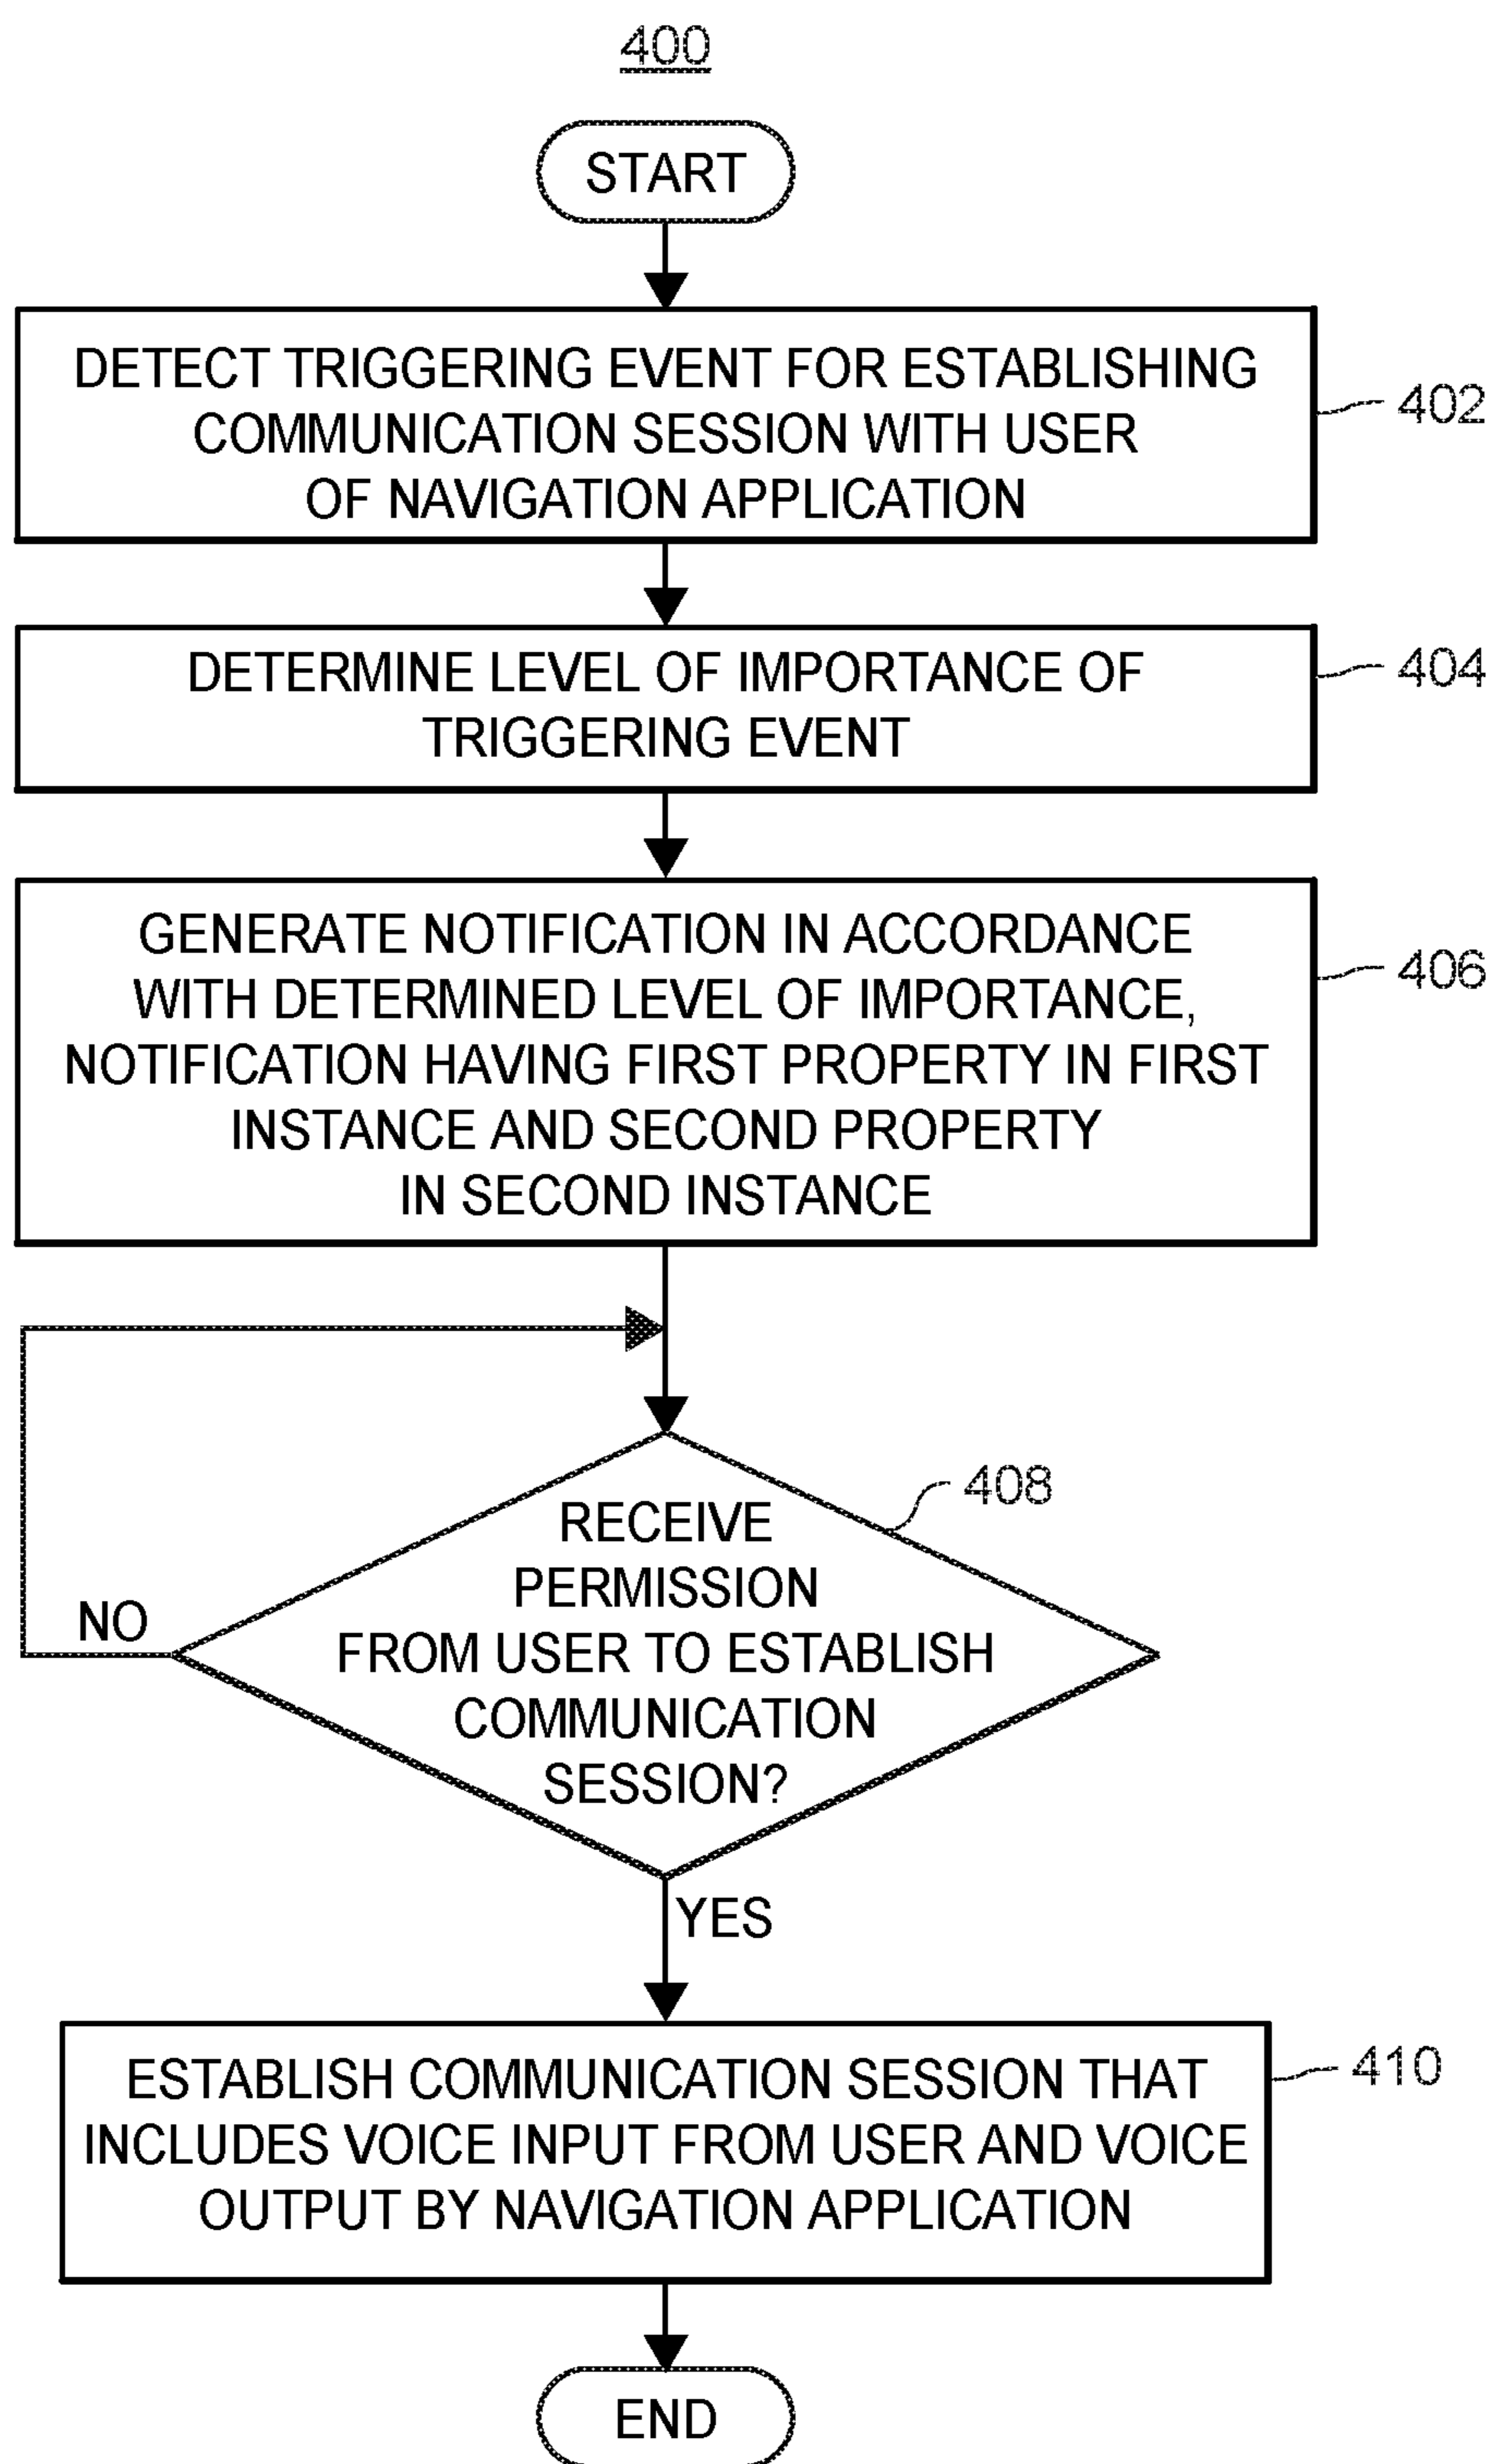 400
START
DETECT TRIGGERING EVENT FOR ESTABLISHING
COMMUNICATION SESSION WITH USER
OF NAVIGATION APPLICATION
402
DETERMINE LEVEL OF IMPORTANCE OF
TRIGGERING EVENT
404
GENERATE NOTIFICATION IN ACCORDANCE
WITH DETERMINED LEVEL OF IMPORTANCE,
NOTIFICATION HAVING FIRST PROPERTY IN FIRST
INSTANCE AND SECOND PROPERTY
IN SECOND INSTANCE
406
RECEIVE
PERMISSION
FROM USER TO ESTABLISH
COMMUNICATION
SESSION?
408
NO
YES
ESTABLISH COMMUNICATION SESSION THAT
INCLUDES VOICE INPUT FROM USER AND VOICE
OUTPUT BY NAVIGATION APPLICATION
410
END